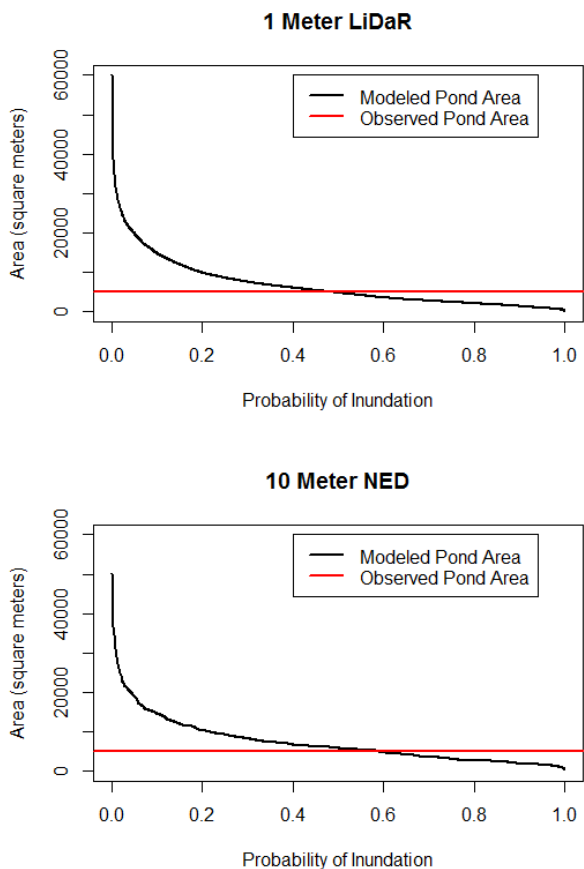 1 Meter LiDaR
Area (square meters)
60000
40000
20000
0
Modeled Pond Area
Observed Pond Area
0.0 0.2 0.4 0.6 0.8 1.0
Probability of Inundation
10 Meter NED
Area (square meters)
60000
40000
20000
0
Modeled Pond Area
Observed Pond Area
0.0 0.2 0.4 0.6 0.8 1.0
Probability of Inundation